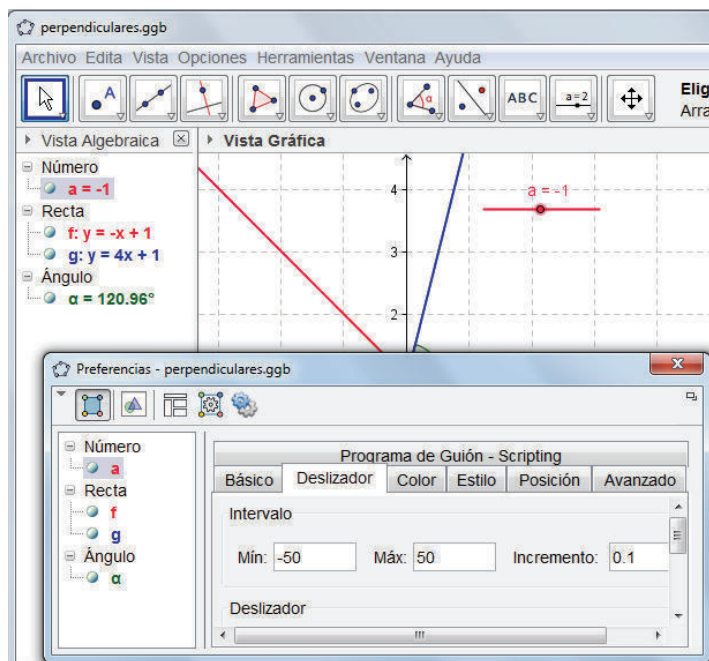 perpendiculares.ggb
Archivo Edita Vista Opciones Herramientas Ventana Ayuda
A
α
ABC
a=2
Elig
Arra
Vista Algebraica
Vista Gráfica
Número
a = -1
Recta
f: y = -x + 1
g: y = 4x + 1
Ángulo
α = 120.96°
a = -1
4
3
2
Preferencias - perpendiculares.ggb
Número
a
Recta
f
g
Ángulo
α
Programa de Guión - Scripting
Básico Deslizador Color Estilo Posición Avanzado
Intervalo
Mín: -50 Máx: 50 Incremento: 0.1
Deslizador